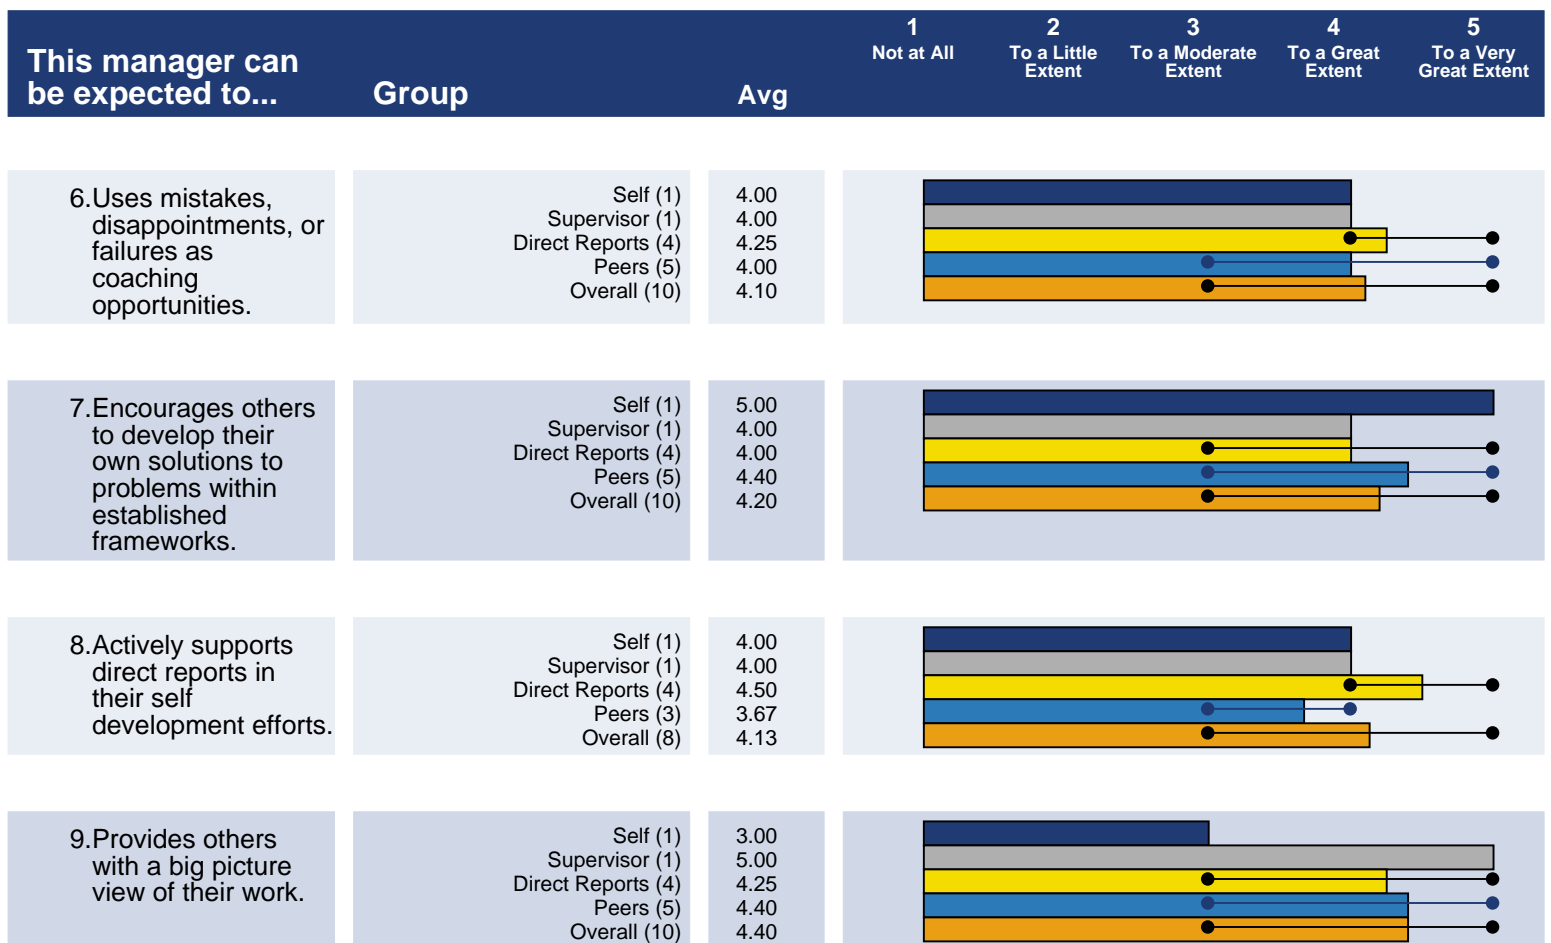 This manager can
be expected to...
Group
Avg
1
Not at All
2
To a Little
Extent
3
To a Moderate
Extent
4
To a Great
Extent
5
To a Very
Great Extent
6.Uses mistakes,
disappointments, or
failures as
coaching
opportunities.
Self (1) 4.00
Supervisor (1) 4.00
Direct Reports (4) 4.25
Peers (5) 4.00
Overall (10) 4.10
7.Encourages others
to develop their
own solutions to
problems within
established
frameworks.
Self (1) 5.00
Supervisor (1) 4.00
Direct Reports (4) 4.00
Peers (5) 4.40
Overall (10) 4.20
8.Actively supports
direct reports in
their self
development efforts.
Self (1) 4.00
Supervisor (1) 4.00
Direct Reports (4) 4.50
Peers (3) 3.67
Overall (8) 4.13
9.Provides others
with a big picture
view of their work.
Self (1) 3.00
Supervisor (1) 5.00
Direct Reports (4) 4.25
Peers (5) 4.40
Overall (10) 4.40